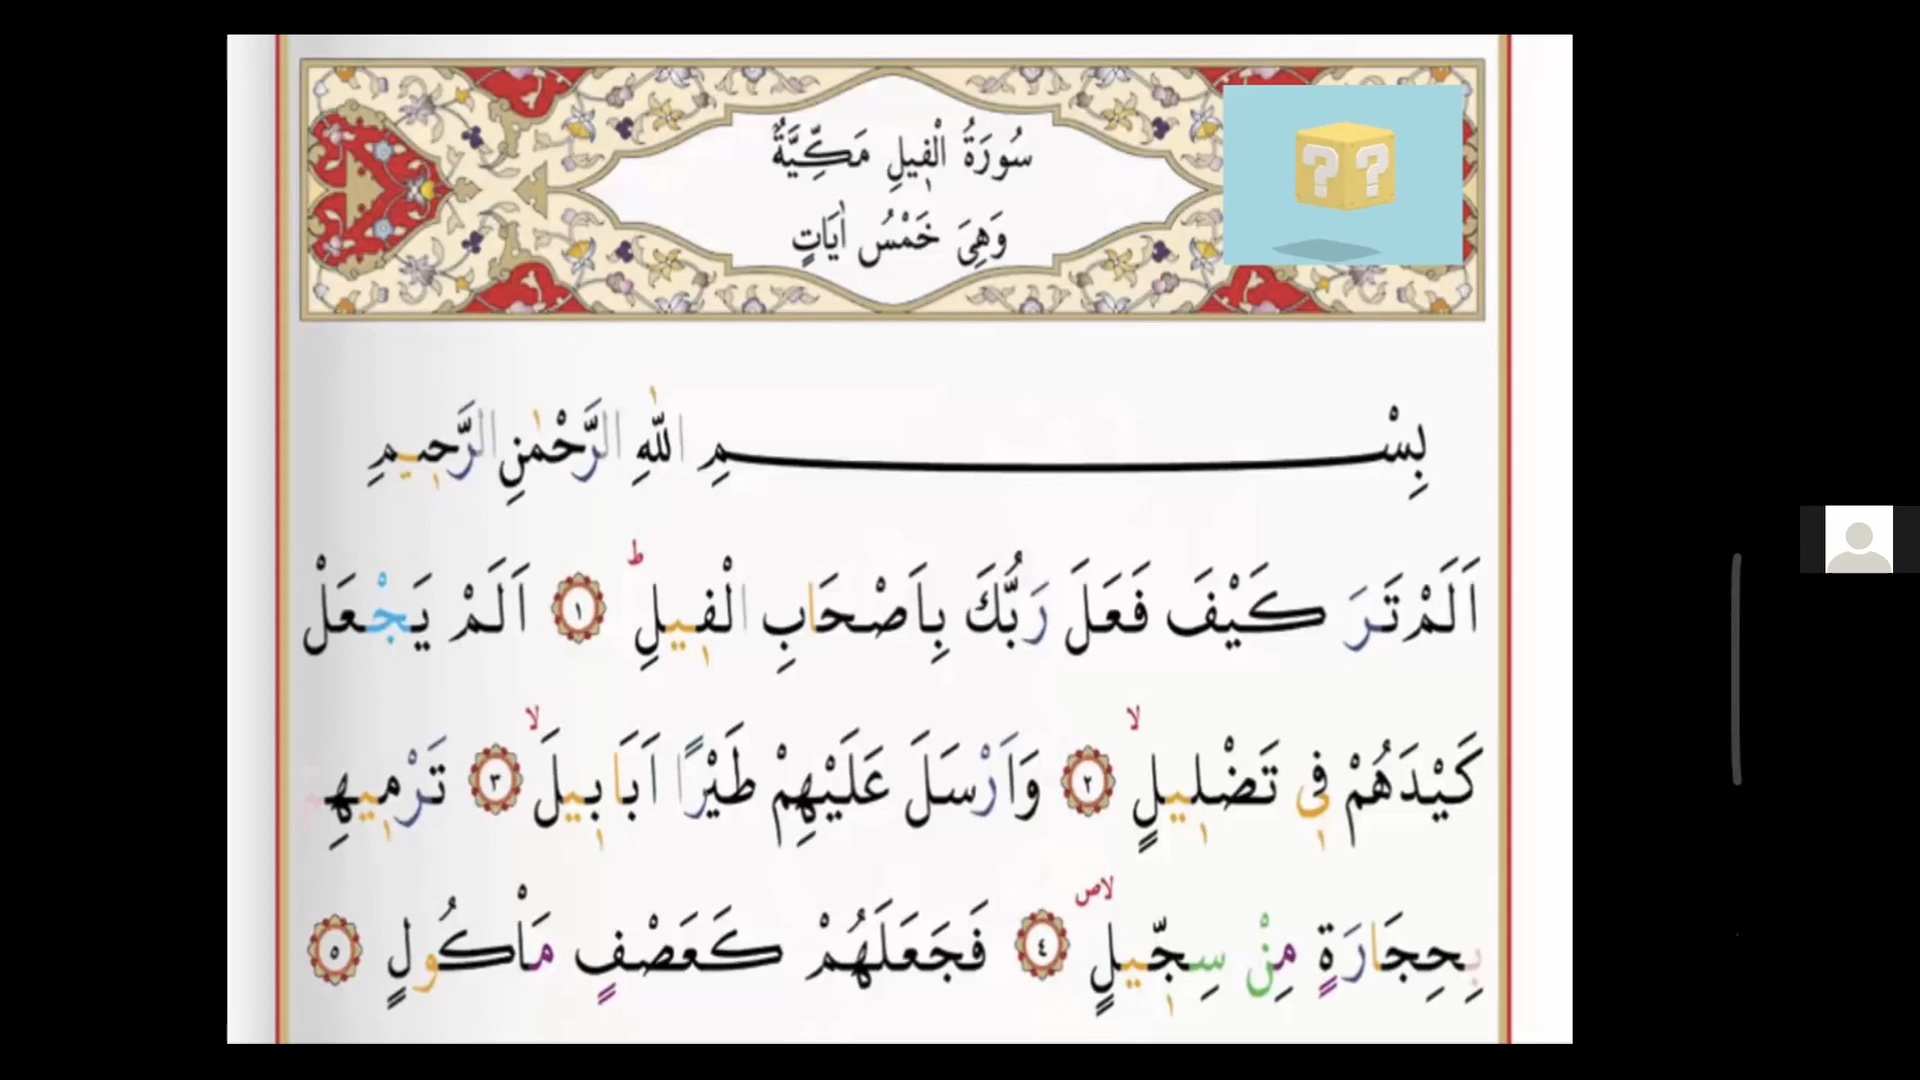 سُورَةُ الْفٖيلِ مَكِّيَّةٌ
وَهِيَ خَمْسُ اٰيَاتٍ
? ?
بِسْمِ اللّٰهِ الرَّحْمٰنِ الرَّحٖيمِ
اَلَمْ تَرَ كَيْفَ فَعَلَ رَبُّكَ بِاَصْحَابِ الْفٖيلِۜ ١ اَلَمْ يَجْعَلْ
كَيْدَهُمْ فٖي تَضْلٖيلٍۙ ٢ وَاَرْسَلَ عَلَيْهِمْ طَيْرًا اَبَابٖيلَۙ ٣ تَرْمٖيهِمْ
بِحِجَارَةٍ مِنْ سِجّٖيلٍۙۖ ٤ فَجَعَلَهُمْ كَعَصْفٍ مَاْكُولٍ ٥